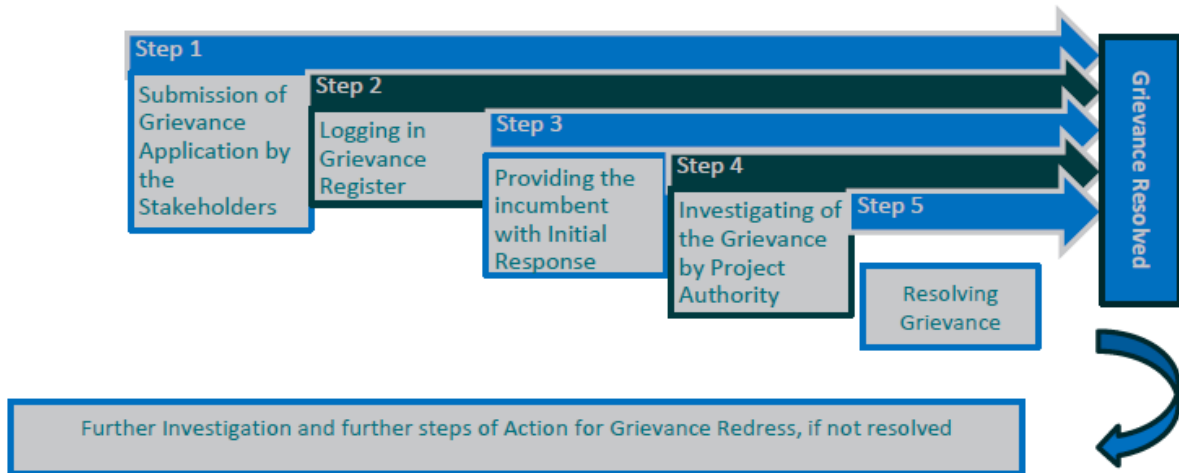 Step 1
Submission of
Grievance
Application by
the
Stakeholders
Step 2
Logging in
Grievance
Register
Step 3
Providing the
incumbent
with Initial
Response
Step 4
Investigating of
the Grievance
by Project
Authority
Step 5
Resolving
Grievance
Grievance Resolved
Further Investigation and further steps of Action for Grievance Redress, if not resolved